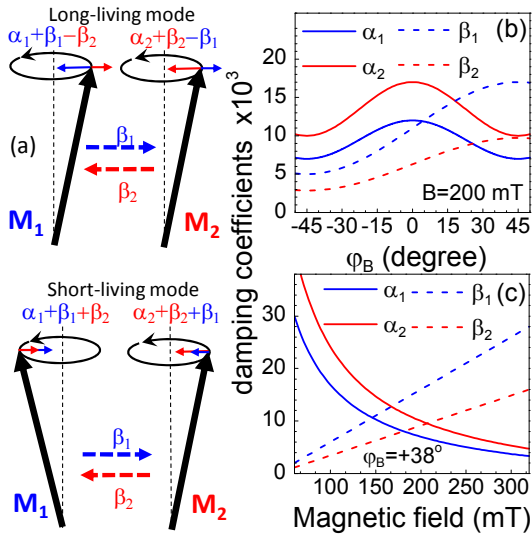 Long-living mode
α₁+β₁-β₂ α₂+β₂-β₁
(a)
β₁
β₂
M₁ M₂
Short-living mode
α₁+β₁+β₂ α₂+β₂+β₁
β₁
β₂
M₁ M₂
damping coefficients x10³
α₁ β₁ (b)
α₂ β₂
20
15
10
5
0
B=200 mT
-45 -30 -15 0 15 30 45
φB (degree)
α₁ β₁ (c)
α₂ β₂
30
20
10
0
φB=+38°
100 150 200 250 300
Magnetic field (mT)